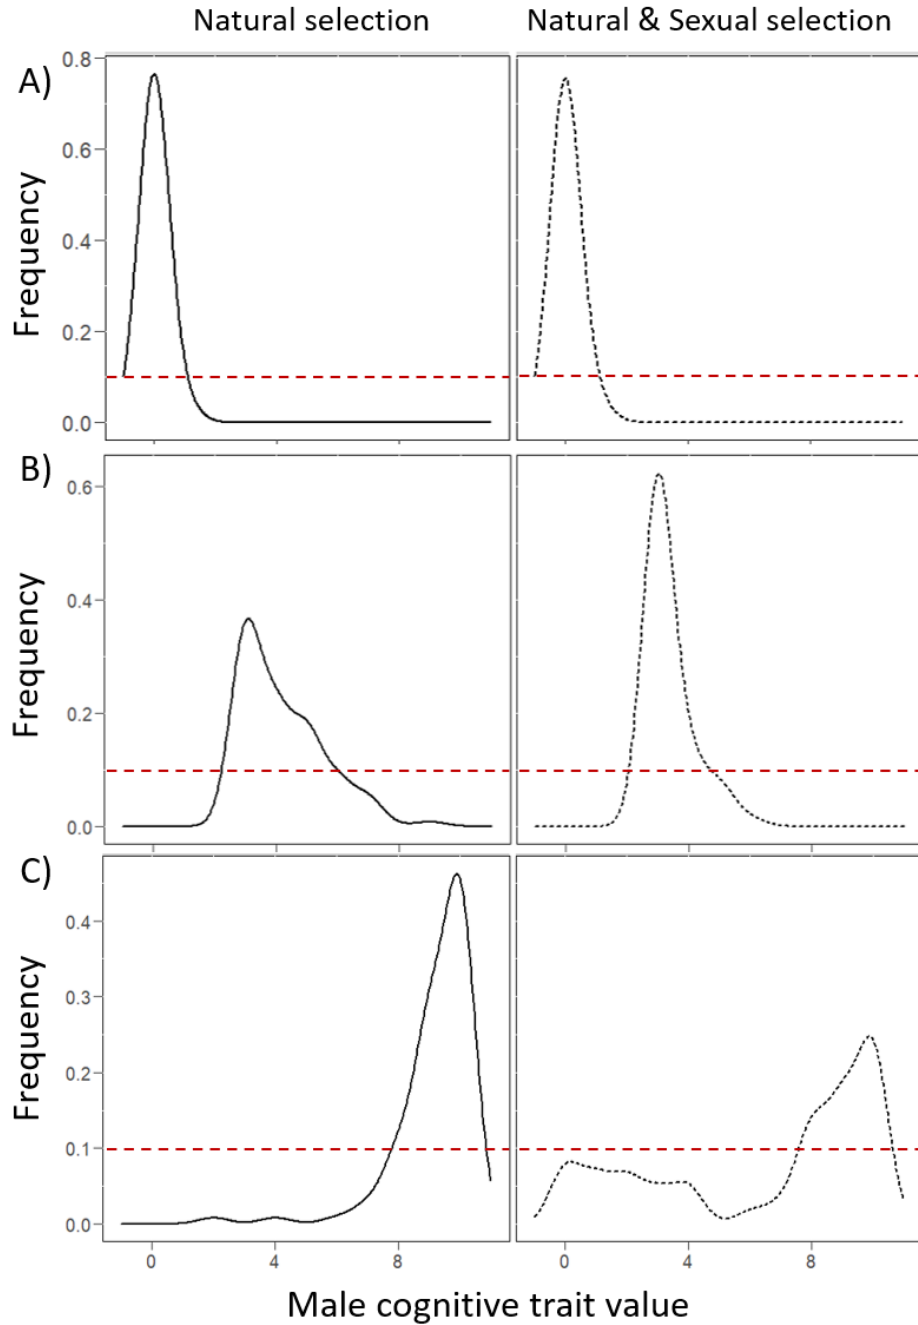 Natural selection Natural & Sexual selection
A)
Frequency
0.8
0.6
0.4
0.2
0.0
B)
Frequency
0.6
0.4
0.2
0.0
C)
Frequency
0.4
0.3
0.2
0.1
0.0
0 4 8 0 4 8
Male cognitive trait value